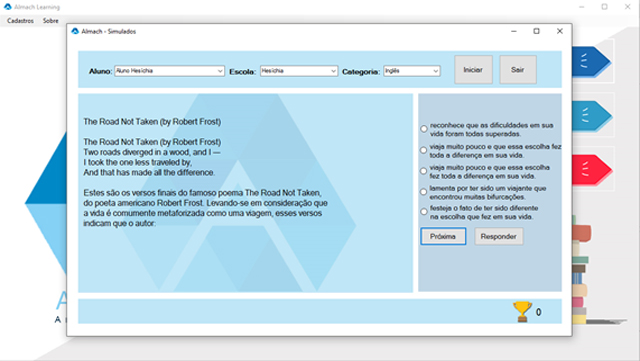 Almach Learning
Cadastros Sobre
Almach - Simulados
Aluno: Aluno Hesíchia Escola: Hesíchia Categoria: Inglês Iniciar Sair
The Road Not Taken (by Robert Frost)
The Road Not Taken (by Robert Frost)
Two roads diverged in a wood, and I —
I took the one less traveled by,
And that has made all the difference.
Estes são os versos finais do famoso poema The Road Not Taken,
do poeta americano Robert Frost. Levando-se em consideração que
a vida é comumente metaforizada como uma viagem, esses versos
indicam que o autor:
reconhece que as dificuldades em sua
vida foram todas superadas.
viaja muito pouco e que essa escolha fez
toda a diferença em sua vida.
viaja muito pouco e que essa escolha
fez toda a diferença em sua vida.
lamenta por ter sido um viajante que
encontrou muitas bifurcações.
festeja o fato de ter sido diferente
na escolha que fez em sua vida.
Próxima Responder
0